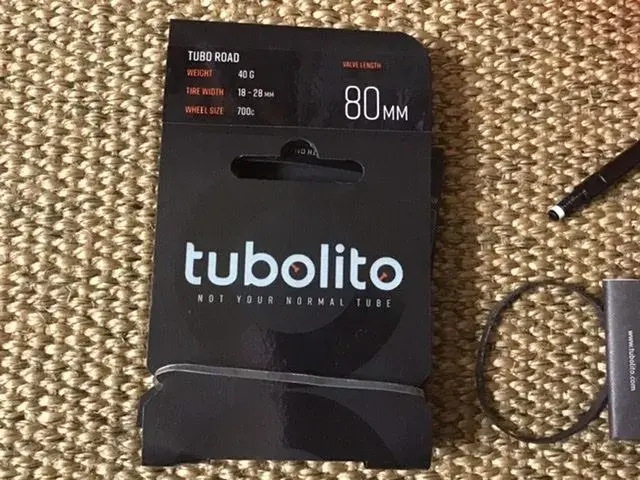 TUBO ROAD
WEIGHT 40 G
TIRE WIDTH 18 - 28 MM
WHEEL SIZE 700c
VALVE LENGTH
80MM
tubolito
NOT YOUR NORMAL TUBE
www.tubolito.com